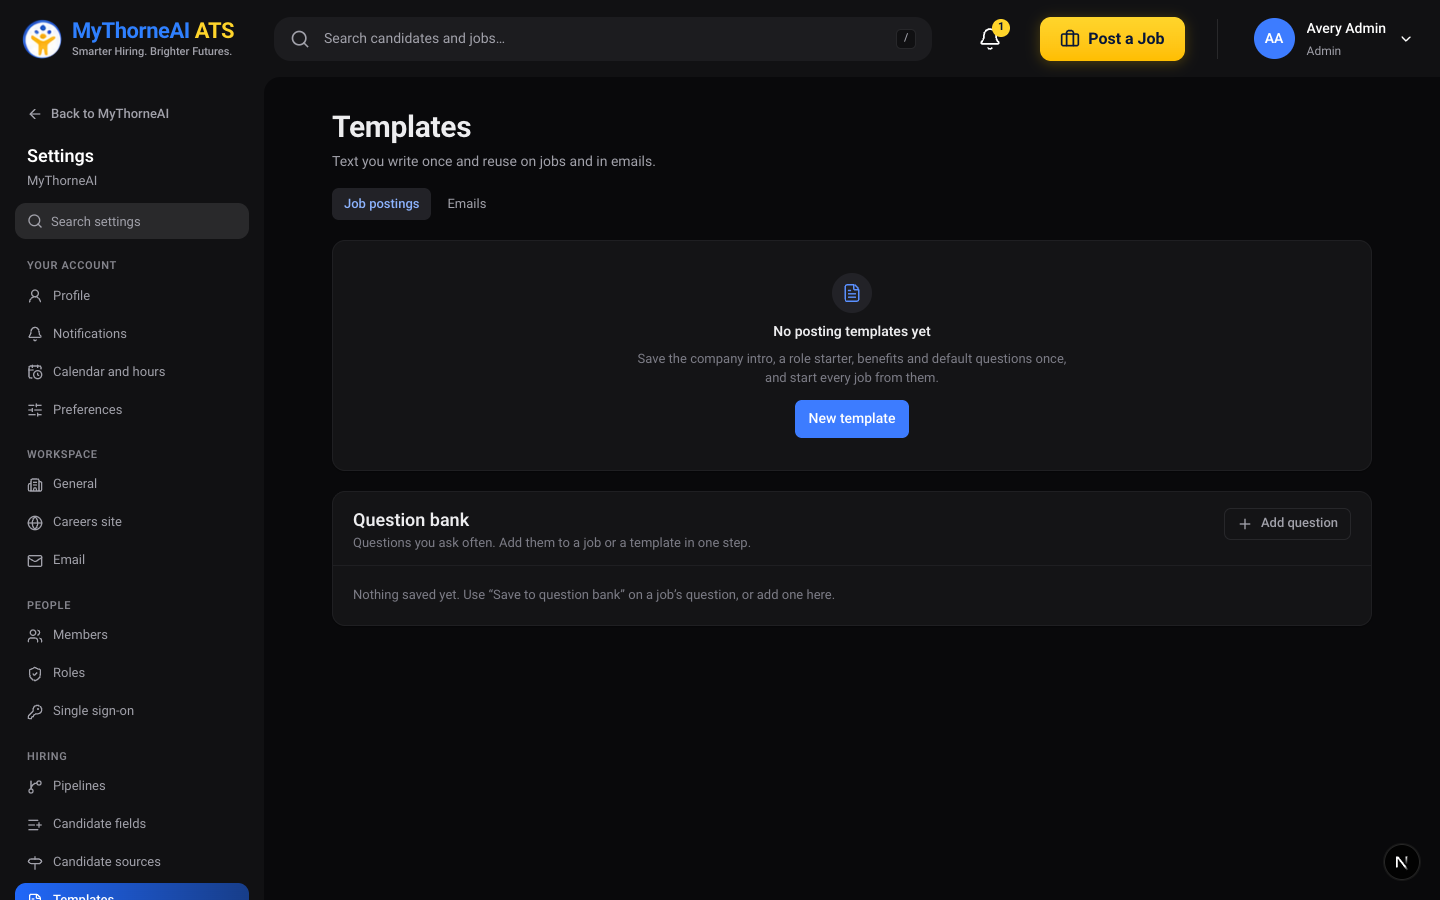 MyThorneAI ATS
Smarter Hiring. Brighter Futures.
Search candidates and jobs...
/
1
Post a Job
AA
Avery Admin
Admin
Back to MyThorneAI
Settings
MyThorneAI
Search settings
YOUR ACCOUNT
Profile
Notifications
Calendar and hours
Preferences
WORKSPACE
General
Careers site
Email
PEOPLE
Members
Roles
Single sign-on
HIRING
Pipelines
Candidate fields
Candidate sources
Templates
Templates
Text you write once and reuse on jobs and in emails.
Job postings
Emails
No posting templates yet
Save the company intro, a role starter, benefits and default questions once,
and start every job from them.
New template
Question bank
Questions you ask often. Add them to a job or a template in one step.
Add question
Nothing saved yet. Use “Save to question bank” on a job’s question, or add one here.
N